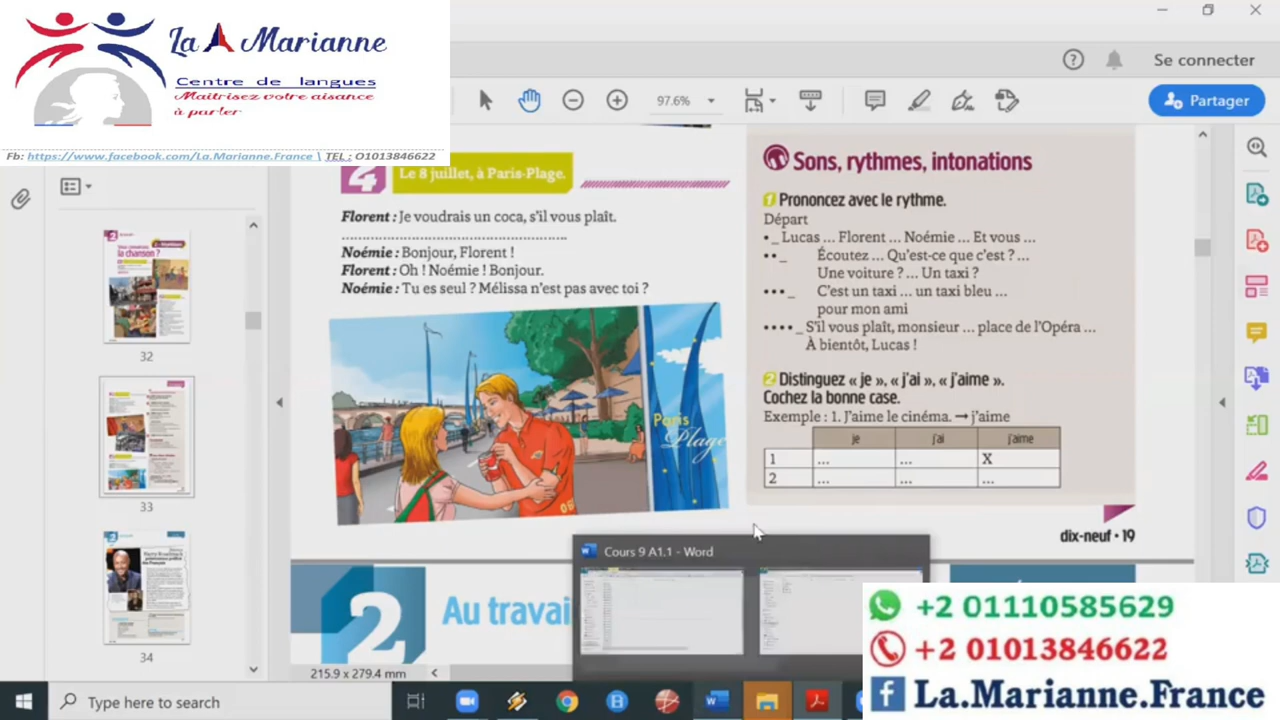 La Marianne
Centre de langues
Maîtrisez votre aisance
à parler
Fb: https://www.facebook.com/La.Marianne.France \ TEL : O1013846622
Se connecter
97.6%
Partager
4
Le 8 juillet, à Paris-Plage.
Florent : Je voudrais un coca, s'il vous plaît.
........................................................
Noémie : Bonjour, Florent !
Florent : Oh ! Noémie ! Bonjour.
Noémie : Tu es seul ? Mélissa n'est pas avec toi ?
Paris
Plage
Sons, rythmes, intonations
1 Prononcez avec le rythme.
Départ
• _ Lucas ... Florent ... Noémie ... Et vous ...
• • _ Écoutez ... Qu'est-ce que c'est ? ...
Une voiture ? ... Un taxi ?
• • • _ C'est un taxi ... un taxi bleu ...
pour mon ami
• • • • _ S'il vous plaît, monsieur ... place de l'Opéra ...
À bientôt, Lucas !
2 Distinguez « je », « j'ai », « j'aime ».
Cochez la bonne case.
Exemple : 1. J'aime le cinéma. → j'aime
je j'ai j'aime
1 ... ... X
2 ... ... ...
dix-neuf • 19
la chanson ?
32
33
34
2
Au travai
Cours 9 A1.1 - Word
215.9 x 279.4 mm
Type here to search
+2 01110585629
+2 01013846622
La.Marianne.France